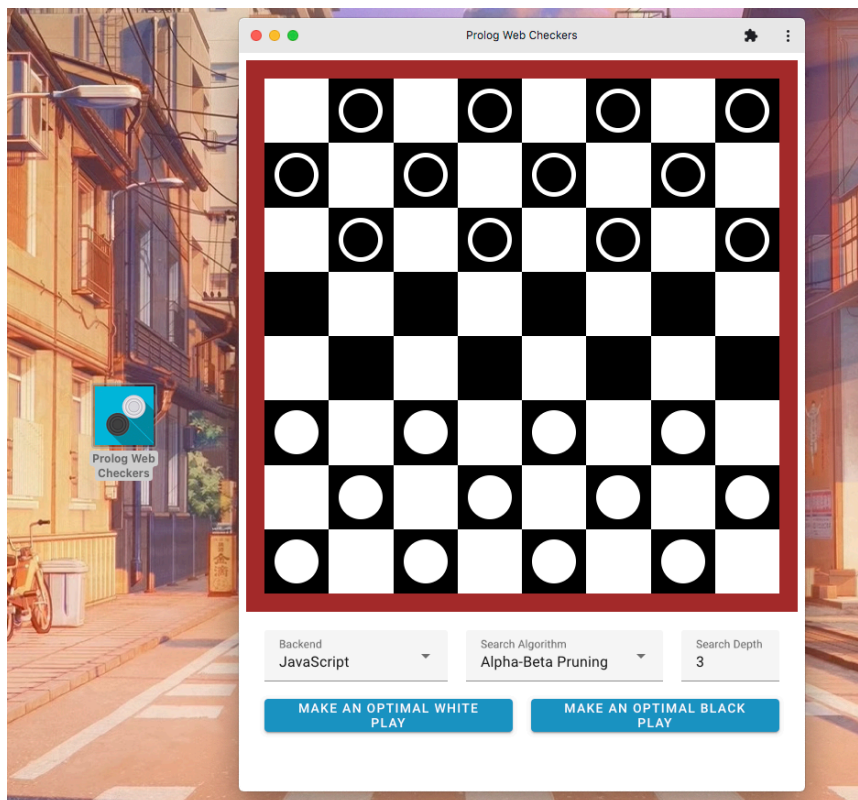 Prolog Web Checkers
Prolog Web
Checkers
Backend
JavaScript
Search Algorithm
Alpha-Beta Pruning
Search Depth
3
MAKE AN OPTIMAL WHITE
PLAY
MAKE AN OPTIMAL BLACK
PLAY